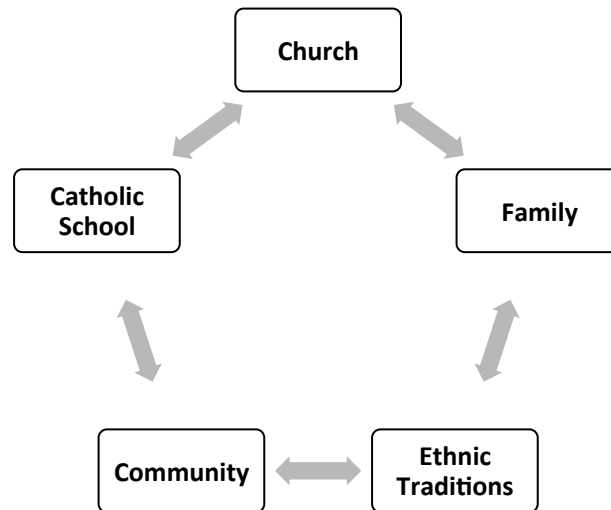 Church
Catholic
School
Family
Community
Ethnic
Traditions